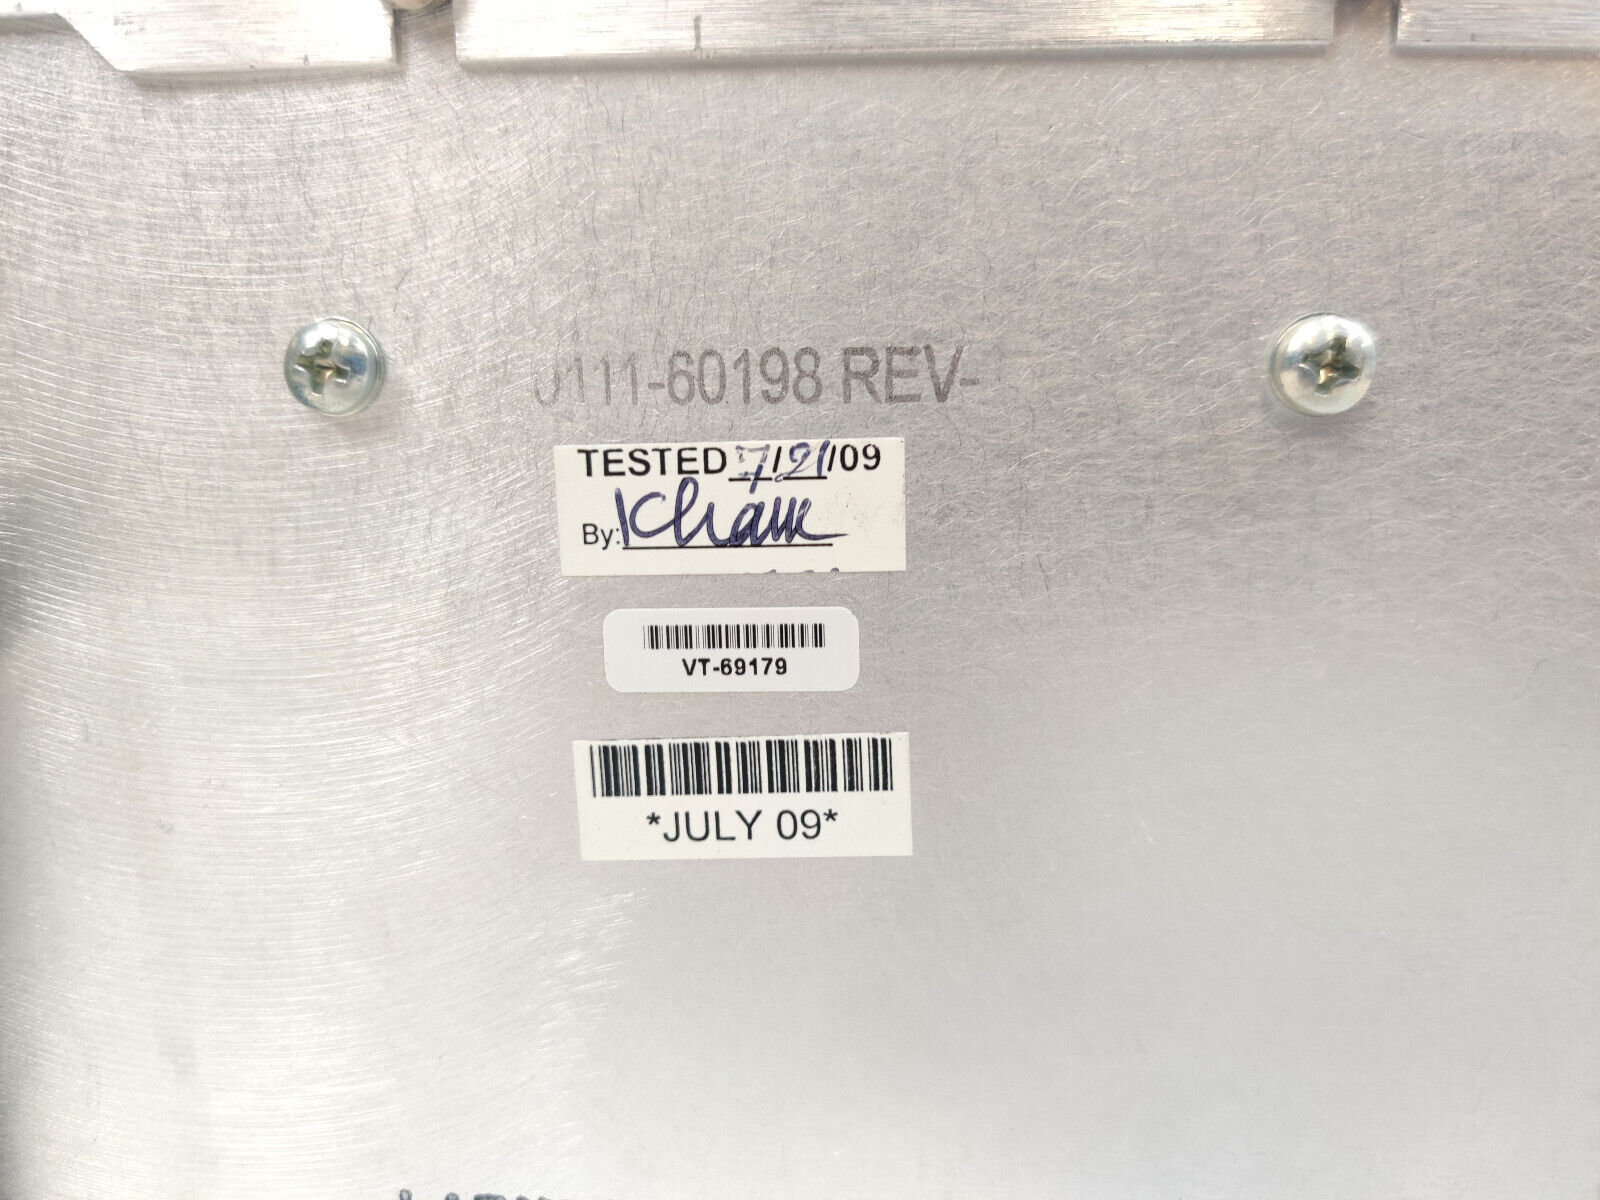 0111-60198 REV-
TESTED 7/21/09
By: Kham
VT-69179
*JULY 09*